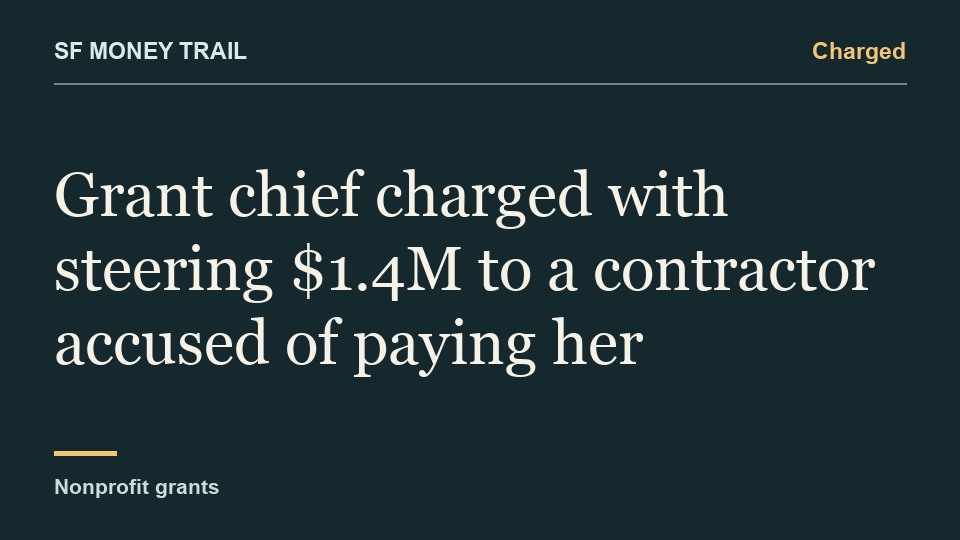 SF MONEY TRAIL
Charged
Grant chief charged with
steering $1.4M to a contractor
accused of paying her
Nonprofit grants